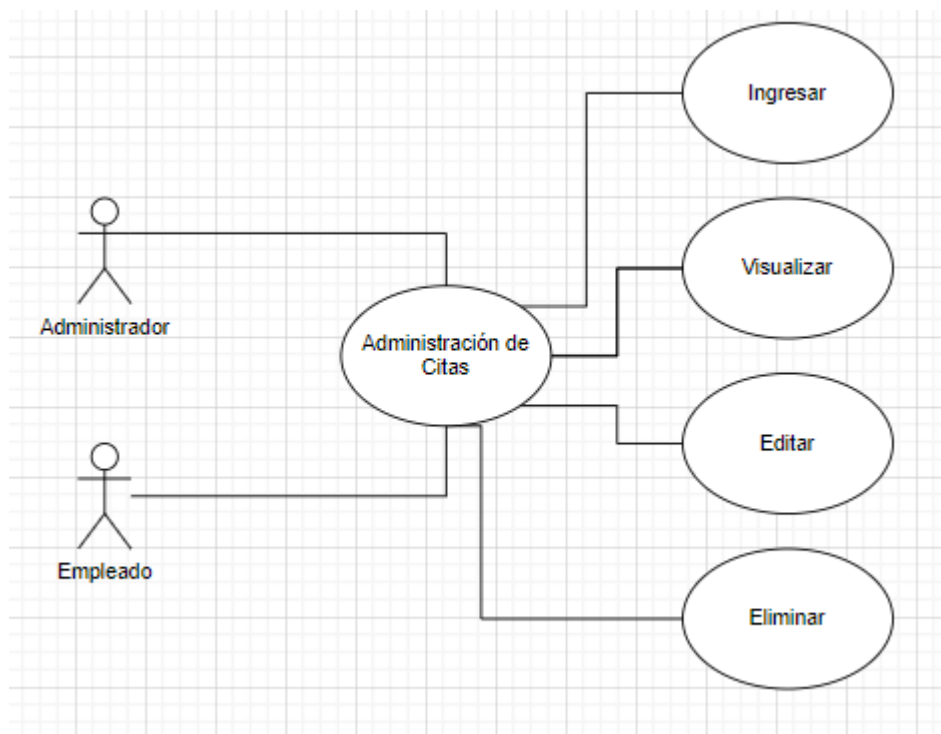 Ingresar
Visualizar
Administrador
Administración de
Citas
Editar
Empleado
Eliminar